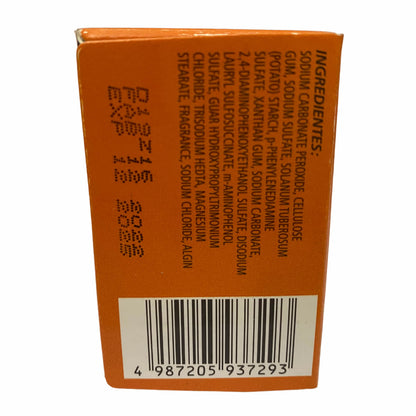 INGREDIENTES:
SODIUM CARBONATE PEROXIDE, CELLULOSE
GUM, SODIUM SULFATE, SOLANUM TUBEROSUM
(POTATO) STARCH, p-PHENYLENEDIAMINE
SULFATE, XANTHAN GUM, SODIUM CARBONATE,
2,4-DIAMINOPHENOXYETHANOL SULFATE, DISODIUM
LAURYL SULFOSUCCINATE, m-AMINOPHENOL
SULFATE, GUAR HYDROXYPROPYLTRIMONIUM
CHLORIDE, TRISODIUM HEDTA, MAGNESIUM
STEARATE, FRAGRANCE, SODIUM CHLORIDE, ALGIN
FAB 12 2022
EXP 12
4 987205 937293